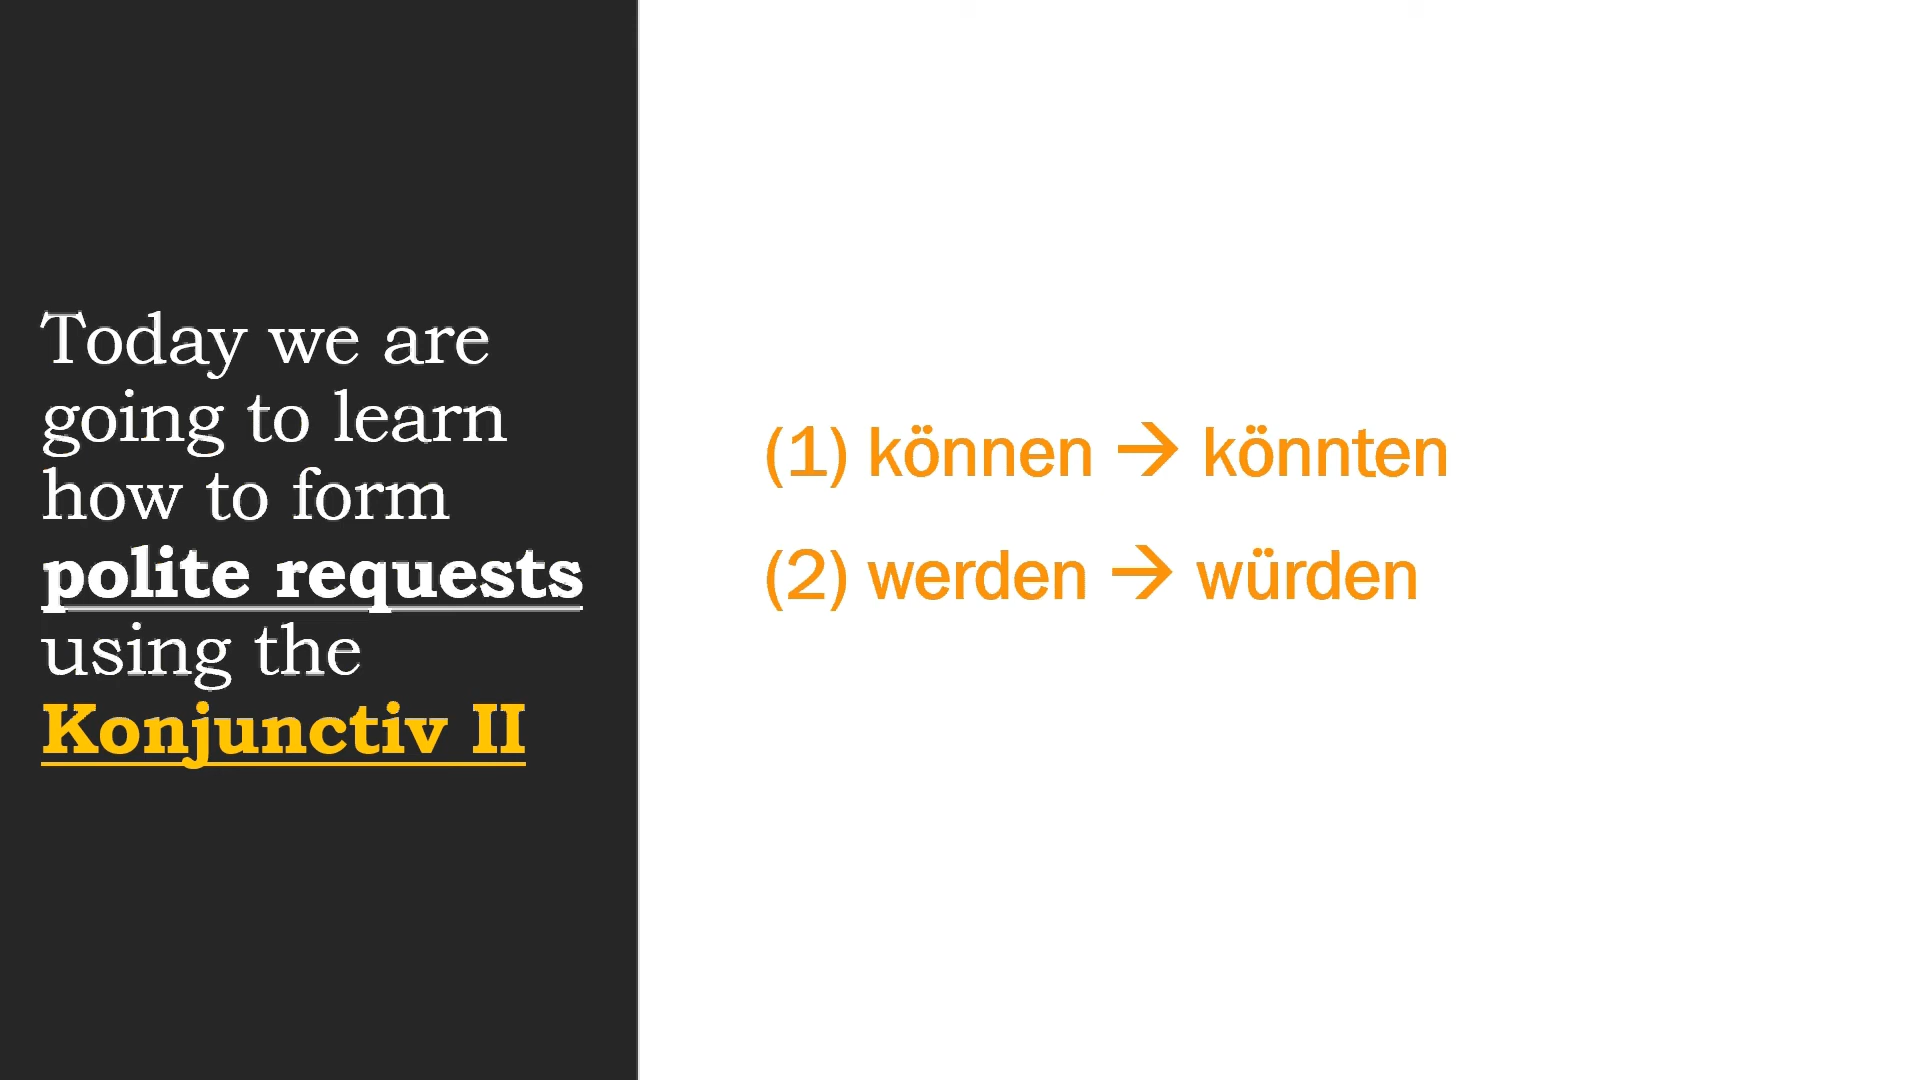 Today we are
going to learn
how to form
polite requests
using the
Konjunctiv II
(1) können → könnten
(2) werden → würden